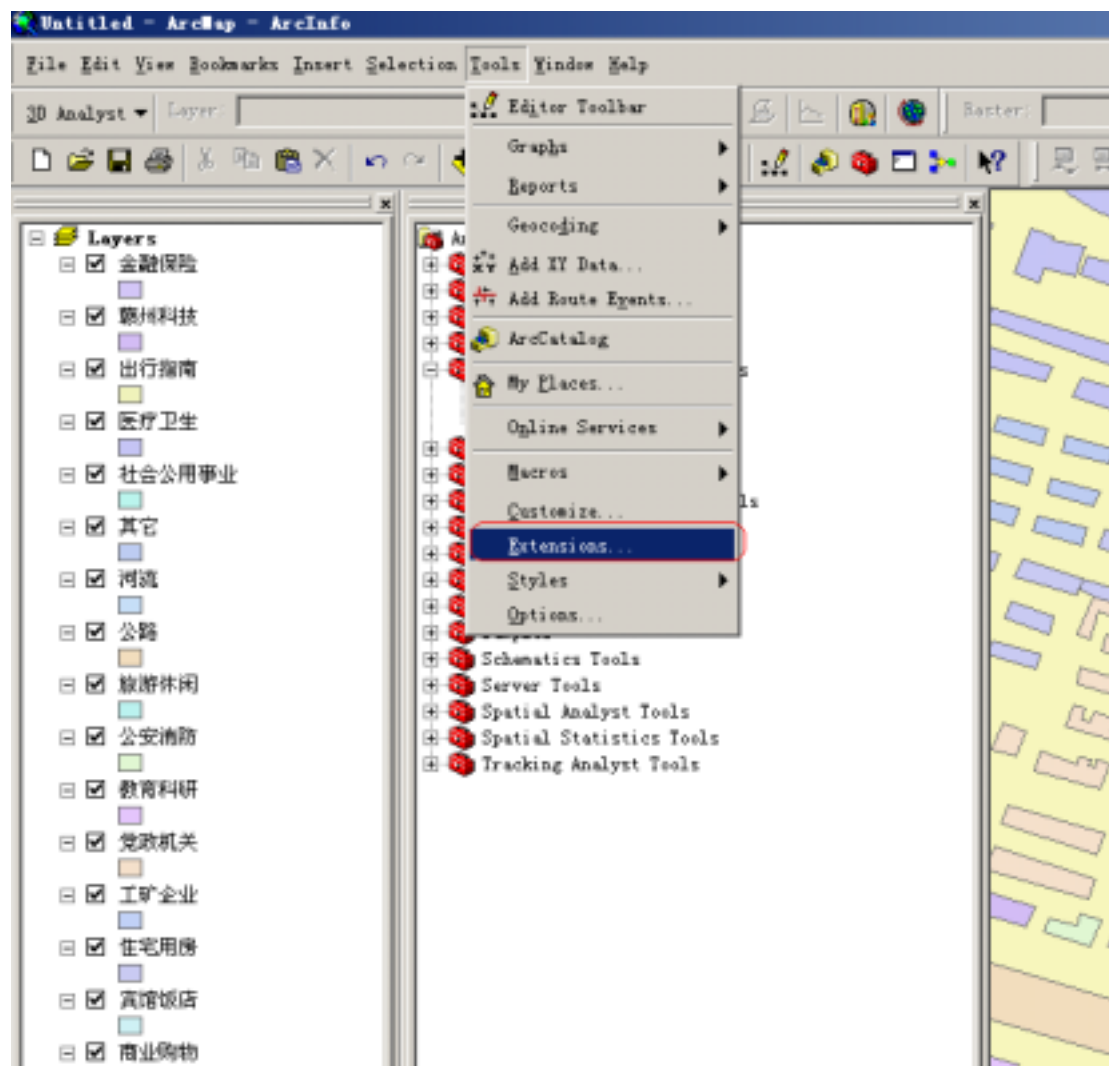 Untitled - ArcMap - ArcInfo
File Edit View Bookmarks Insert Selection Tools Window Help
3D Analyst Layer:
Raster:
Editor Toolbar
Graphs
Reports
Geocoding
Add XY Data...
Add Route Events...
ArcCatalog
My Places...
Online Services
Macros
Customize...
Extensions...
Styles
Options...
Layers
金融保险
赣州科技
出行指南
医疗卫生
社会公用事业
其它
河流
公路
旅游休闲
公安消防
教育科研
党政机关
工矿企业
住宅用房
宾馆饭店
商业购物
Schematics Tools
Server Tools
Spatial Analyst Tools
Spatial Statistics Tools
Tracking Analyst Tools